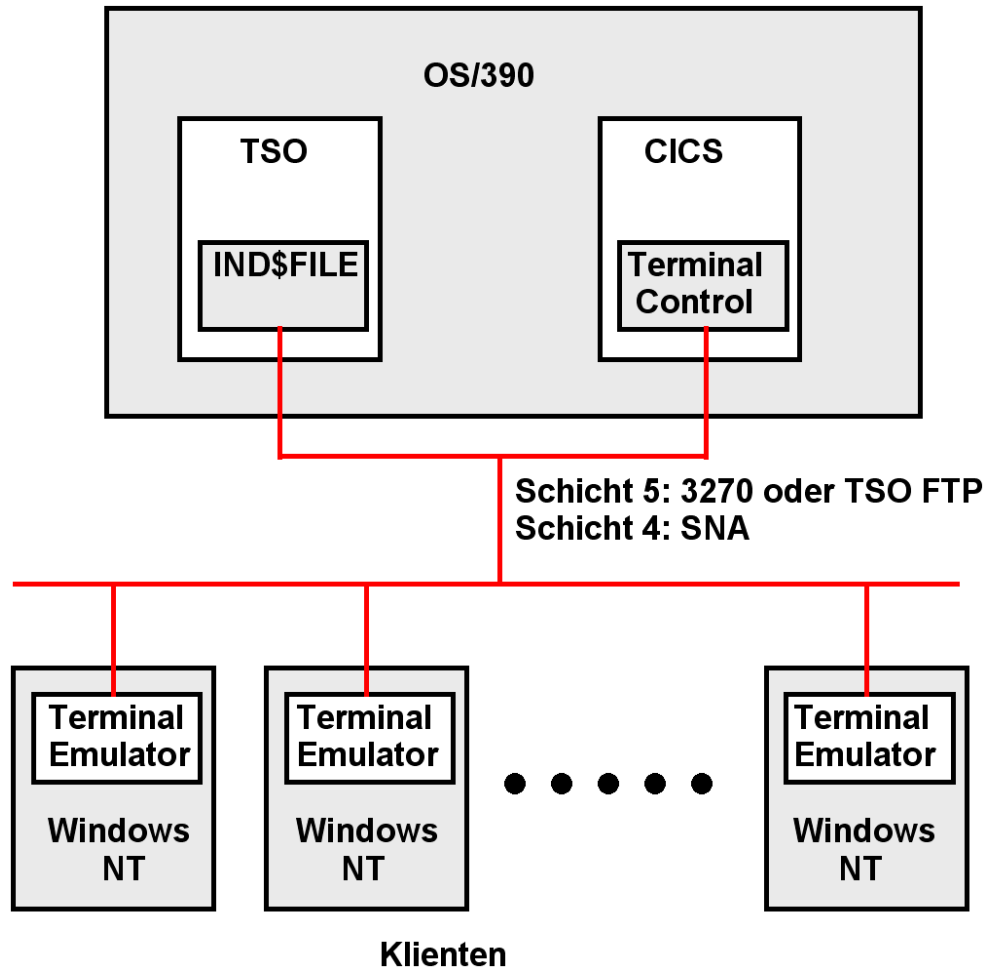 OS/390
TSO
CICS
IND$FILE
Terminal
Control
Schicht 5: 3270 oder TSO FTP
Schicht 4: SNA
Terminal
Emulator
Windows
NT
Terminal
Emulator
Windows
NT
Terminal
Emulator
Windows
NT
Klienten